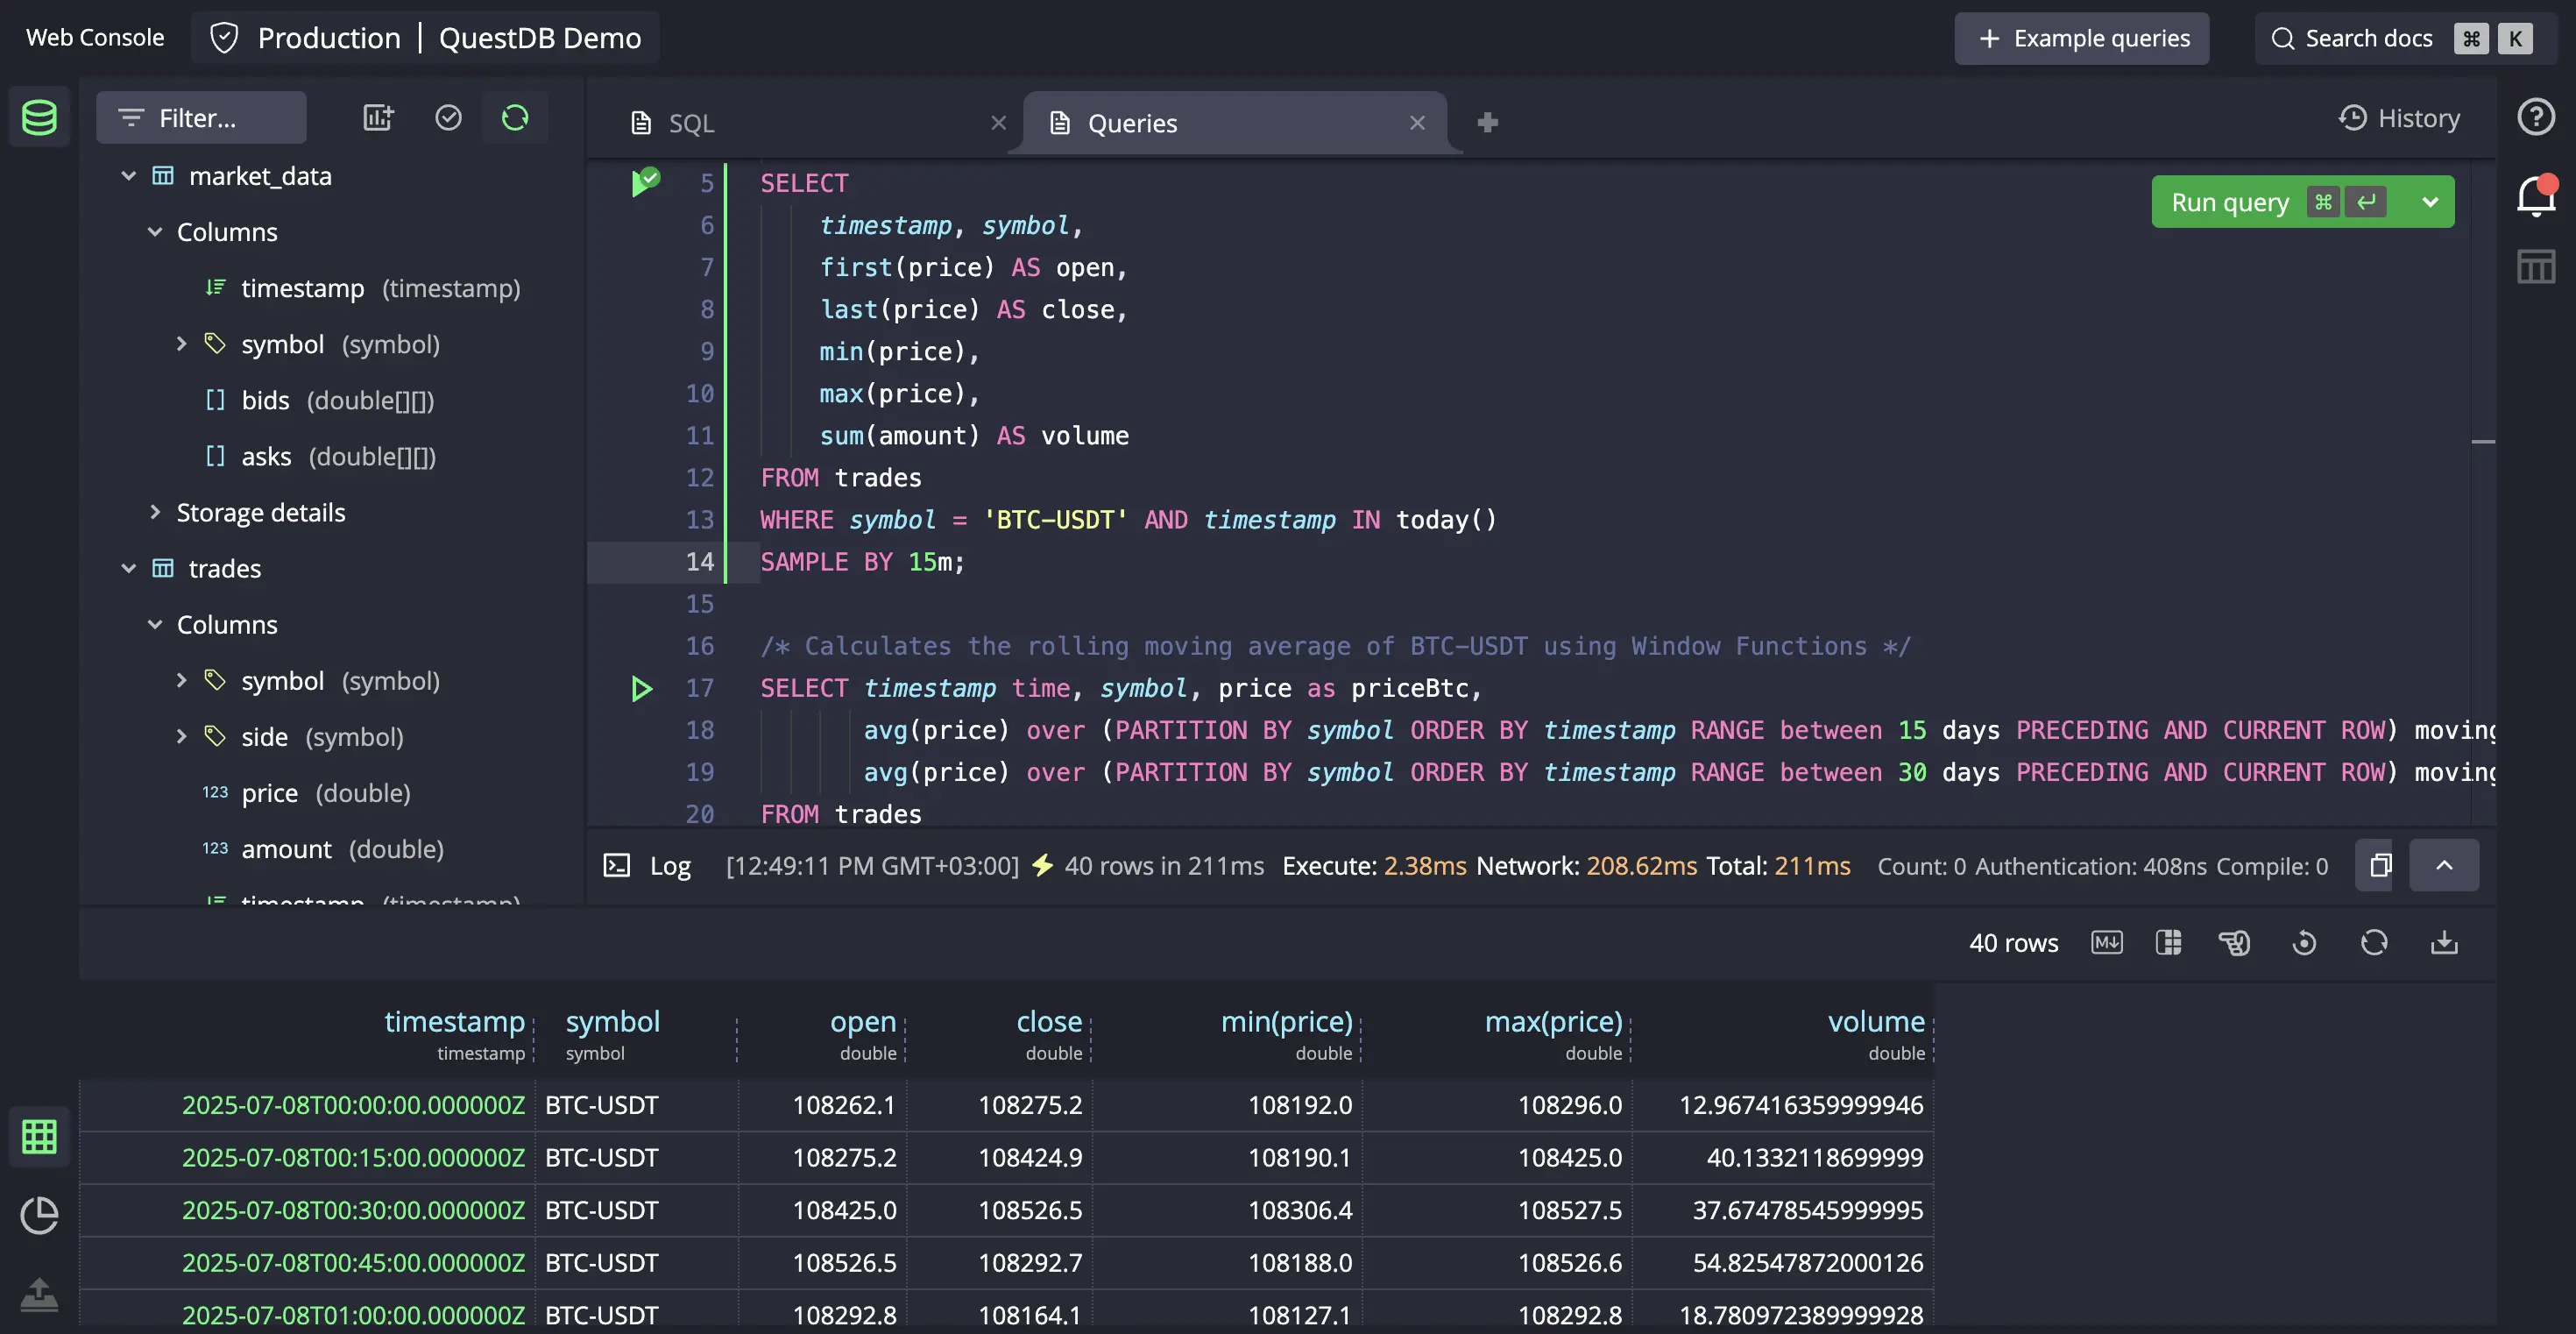 Web Console
Production | QuestDB Demo
+ Example queries
Search docs ⌘ K
Filter...
SQL
Queries
History
market_data
Columns
timestamp (timestamp)
symbol (symbol)
bids (double[][])
asks (double[][])
Storage details
trades
Columns
symbol (symbol)
side (symbol)
123 price (double)
123 amount (double)
timestamp (timestamp)
Run query ⌘ ↵
5 SELECT
6 timestamp, symbol,
7 first(price) AS open,
8 last(price) AS close,
9 min(price),
10 max(price),
11 sum(amount) AS volume
12 FROM trades
13 WHERE symbol = 'BTC-USDT' AND timestamp IN today()
14 SAMPLE BY 15m;
15
16 /* Calculates the rolling moving average of BTC-USDT using Window Functions */
17 SELECT timestamp time, symbol, price as priceBtc,
18 avg(price) over (PARTITION BY symbol ORDER BY timestamp RANGE between 15 days PRECEDING AND CURRENT ROW) moving
19 avg(price) over (PARTITION BY symbol ORDER BY timestamp RANGE between 30 days PRECEDING AND CURRENT ROW) moving
20 FROM trades
Log [12:49:11 PM GMT+03:00] 40 rows in 211ms Execute: 2.38ms Network: 208.62ms Total: 211ms Count: 0 Authentication: 408ns Compile: 0
40 rows M↓
timestamp symbol open close min(price) max(price) volume
timestamp symbol double double double double double
2025-07-08T00:00:00.000000Z BTC-USDT 108262.1 108275.2 108192.0 108296.0 12.967416359999946
2025-07-08T00:15:00.000000Z BTC-USDT 108275.2 108424.9 108190.1 108425.0 40.1332118699999
2025-07-08T00:30:00.000000Z BTC-USDT 108425.0 108526.5 108306.4 108527.5 37.67478545999995
2025-07-08T00:45:00.000000Z BTC-USDT 108526.5 108292.7 108188.0 108526.6 54.82547872000126
2025-07-08T01:00:00.000000Z BTC-USDT 108292.8 108164.1 108127.1 108292.8 18.780972389999928